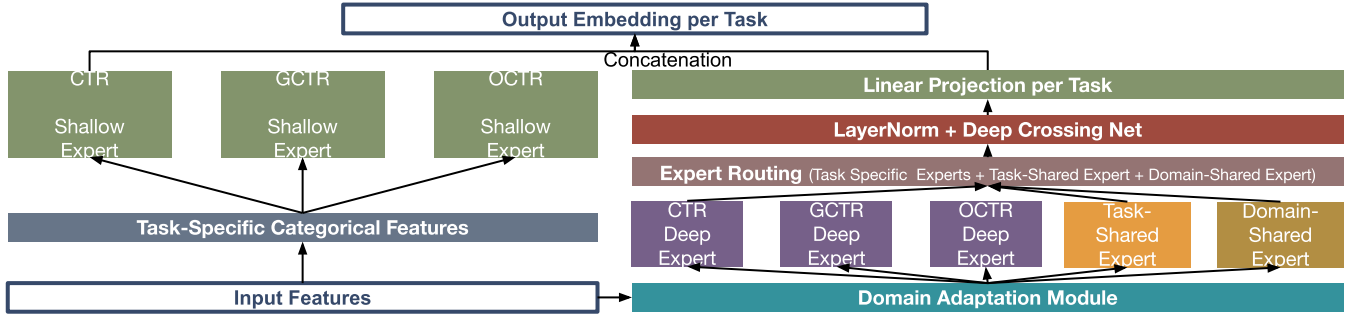 Output Embedding per Task
Concatenation
CTR
Shallow
Expert
GCTR
Shallow
Expert
OCTR
Shallow
Expert
Task-Specific Categorical Features
Input Features
Linear Projection per Task
LayerNorm + Deep Crossing Net
Expert Routing (Task Specific Experts + Task-Shared Expert + Domain-Shared Expert)
CTR
Deep
Expert
GCTR
Deep
Expert
OCTR
Deep
Expert
Task-
Shared
Expert
Domain-
Shared
Expert
Domain Adaptation Module